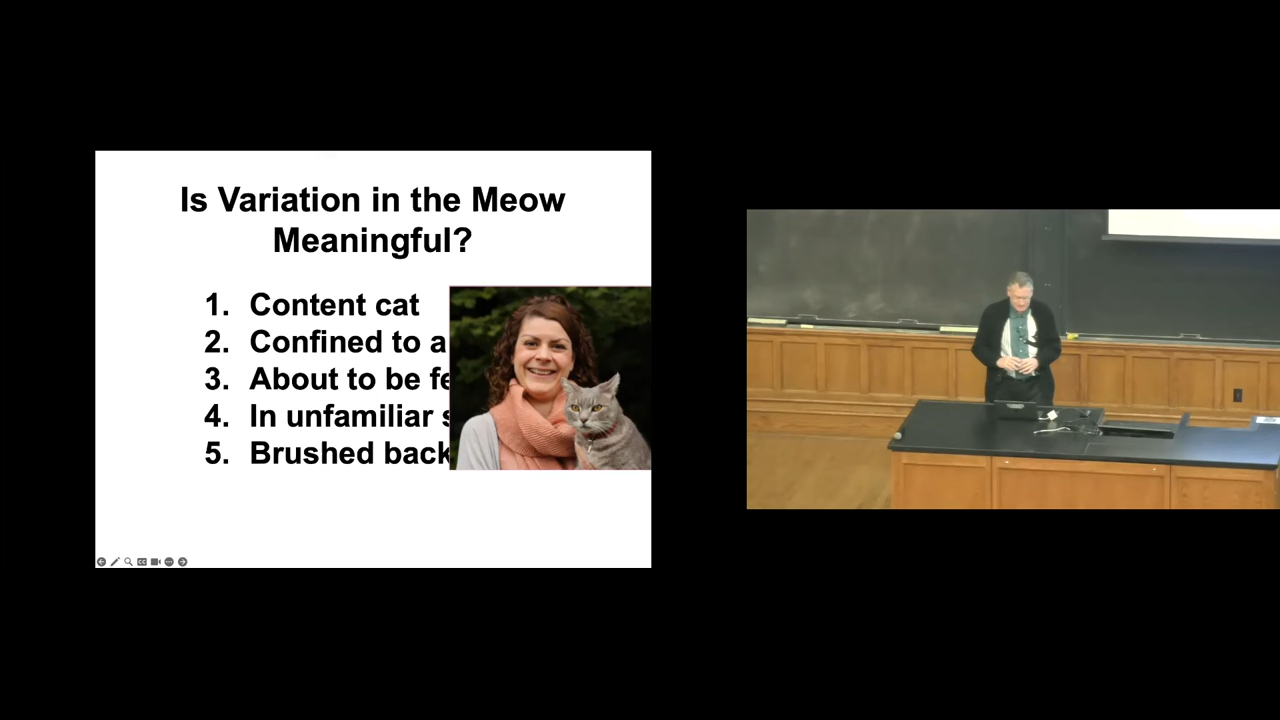 Is Variation in the Meow
Meaningful?
1. Content cat
2. Confined to a
3. About to be
4. In unfamiliar
5. Brushed back